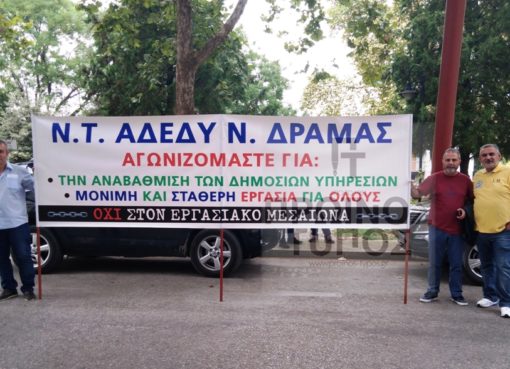 Ν.Τ. ΑΔΕΔΥ Ν. ΔΡΑΜΑΣ
ΑΓΩΝΙΖΟΜΑΣΤΕ ΓΙΑ:
• ΤΗΝ ΑΝΑΒΑΘΜΙΣΗ ΤΩΝ ΔΗΜΟΣΙΩΝ ΥΠΗΡΕΣΙΩΝ
• ΜΟΝΙΜΗ ΚΑΙ ΣΤΑΘΕΡΗ ΕΡΓΑΣΙΑ ΓΙΑ ΟΛΟΥΣ
ΟΧΙ ΣΤΟΝ ΕΡΓΑΣΙΑΚΟ ΜΕΣΑΙΩΝΑ
ΤΟΠΟΣ